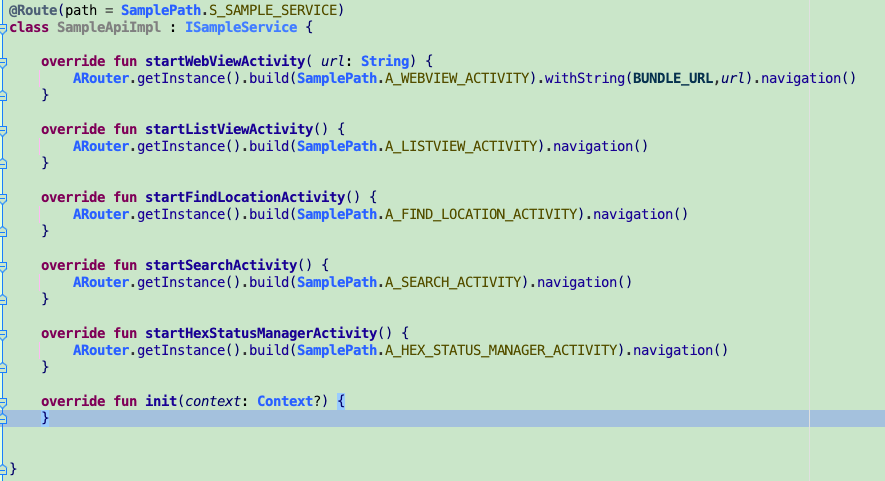 @Route(path = SamplePath.S_SAMPLE_SERVICE)
class SampleApiImpl : ISampleService {
override fun startWebViewActivity( url: String) {
ARouter.getInstance().build(SamplePath.A_WEBVIEW_ACTIVITY).withString(BUNDLE_URL,url).navigation()
}
override fun startListViewActivity() {
ARouter.getInstance().build(SamplePath.A_LISTVIEW_ACTIVITY).navigation()
}
override fun startFindLocationActivity() {
ARouter.getInstance().build(SamplePath.A_FIND_LOCATION_ACTIVITY).navigation()
}
override fun startSearchActivity() {
ARouter.getInstance().build(SamplePath.A_SEARCH_ACTIVITY).navigation()
}
override fun startHexStatusManagerActivity() {
ARouter.getInstance().build(SamplePath.A_HEX_STATUS_MANAGER_ACTIVITY).navigation()
}
override fun init(context: Context?) {
}
}